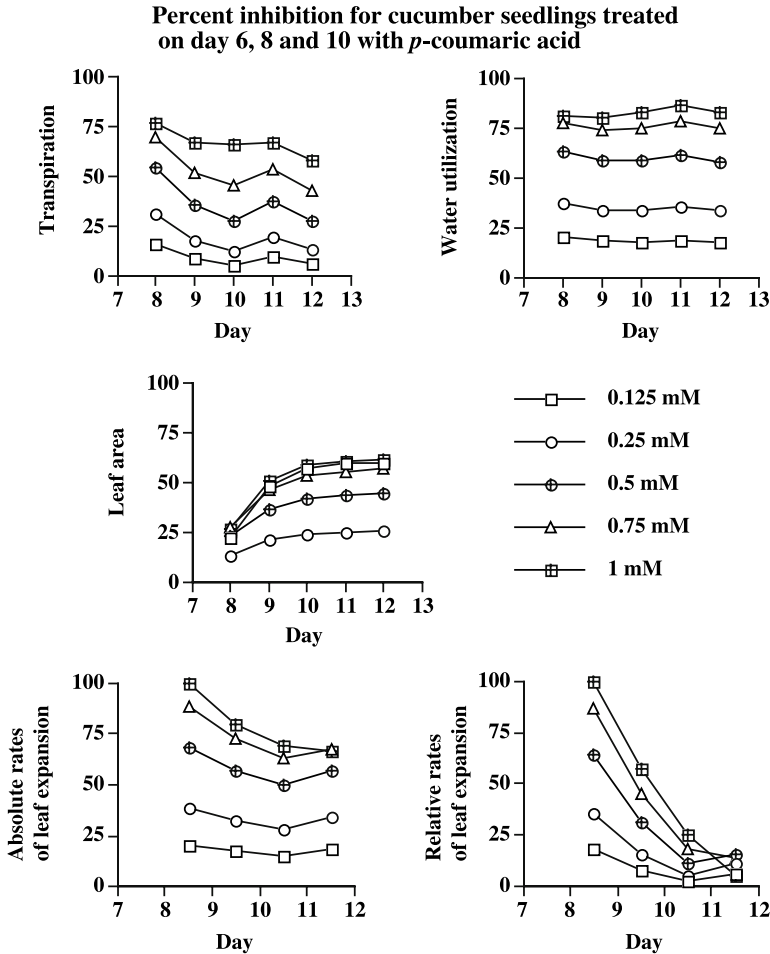 Percent inhibition for cucumber seedlings treated
on day 6, 8 and 10 with p-coumaric acid
Transpiration
100
75
50
25
0
7 8 9 10 11 12 13
Day
Water utilization
100
75
50
25
0
7 8 9 10 11 12 13
Day
Leaf area
100
75
50
25
0
7 8 9 10 11 12 13
Day
0.125 mM
0.25 mM
0.5 mM
0.75 mM
1 mM
Absolute rates
of leaf expansion
100
75
50
25
0
7 8 9 10 11 12
Day
Relative rates
of leaf expansion
100
75
50
25
0
7 8 9 10 11 12
Day